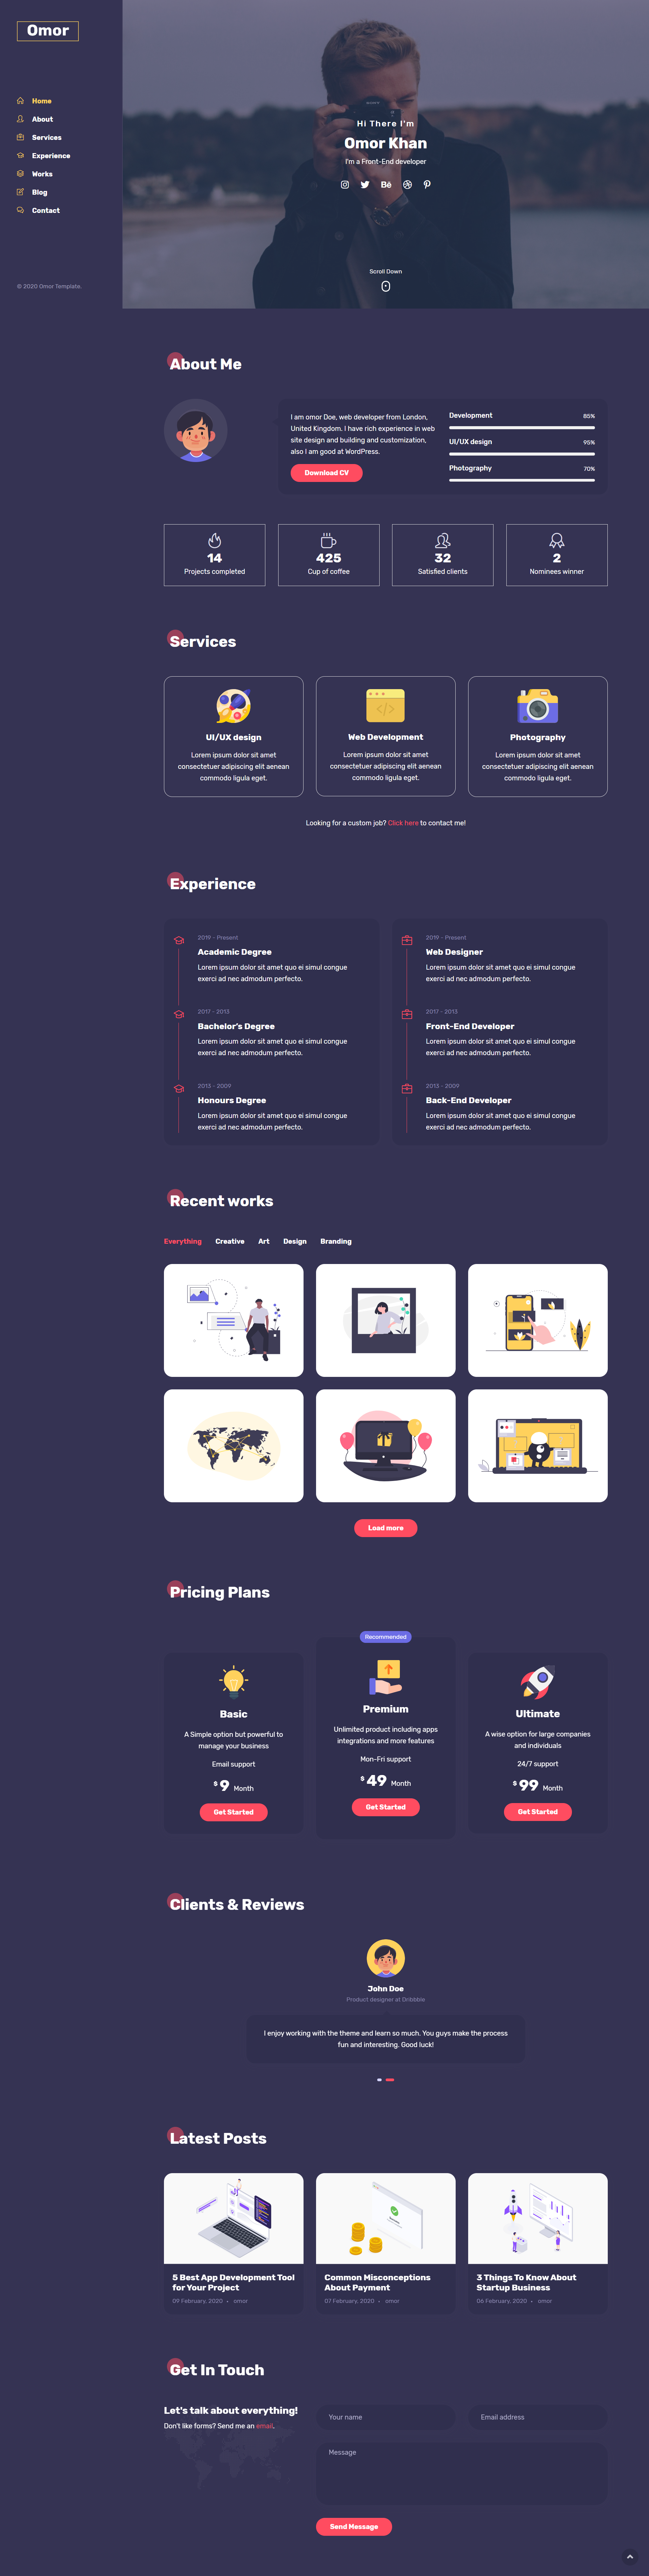 Omor
Home
About
Services
Experience
Works
Blog
Contact
© 2020 Omor Template.
Hi There I'm
Omor Khan
I'm a Front-End developer
Bē
Scroll Down
About Me
I am omor Doe, web developer from London,
United Kingdom. I have rich experience in web
site design and building and customization,
also I am good at WordPress.
Download CV
Development 85%
UI/UX design 95%
Photography 70%
14
Projects completed
425
Cup of coffee
32
Satisfied clients
2
Nominees winner
Services
UI/UX design
Lorem ipsum dolor sit amet
consectetuer adipiscing elit aenean
commodo ligula eget.
Web Development
Lorem ipsum dolor sit amet
consectetuer adipiscing elit aenean
commodo ligula eget.
Photography
Lorem ipsum dolor sit amet
consectetuer adipiscing elit aenean
commodo ligula eget.
Looking for a custom job? Click here to contact me!
Experience
2019 - Present
Academic Degree
Lorem ipsum dolor sit amet quo ei simul congue
exerci ad nec admodum perfecto.
2017 - 2013
Bachelor's Degree
Lorem ipsum dolor sit amet quo ei simul congue
exerci ad nec admodum perfecto.
2013 - 2009
Honours Degree
Lorem ipsum dolor sit amet quo ei simul congue
exerci ad nec admodum perfecto.
2019 - Present
Web Designer
Lorem ipsum dolor sit amet quo ei simul congue
exerci ad nec admodum perfecto.
2017 - 2013
Front-End Developer
Lorem ipsum dolor sit amet quo ei simul congue
exerci ad nec admodum perfecto.
2013 - 2009
Back-End Developer
Lorem ipsum dolor sit amet quo ei simul congue
exerci ad nec admodum perfecto.
Recent works
Everything Creative Art Design Branding
Load more
Pricing Plans
Basic
A Simple option but powerful to
manage your business
Email support
$ 9 Month
Get Started
Recommended
Premium
Unlimited product including apps
integrations and more features
Mon-Fri support
$ 49 Month
Get Started
Ultimate
A wise option for large companies
and individuals
24/7 support
$ 99 Month
Get Started
Clients & Reviews
John Doe
Product designer at Dribbble
I enjoy working with the theme and learn so much. You guys make the process
fun and interesting. Good luck!
Latest Posts
5 Best App Development Tool
for Your Project
09 February, 2020 • omor
Common Misconceptions
About Payment
07 February, 2020 • omor
3 Things To Know About
Startup Business
06 February, 2020 • omor
Get In Touch
Let's talk about everything!
Don't like forms? Send me an email.
Your name
Email address
Message
Send Message